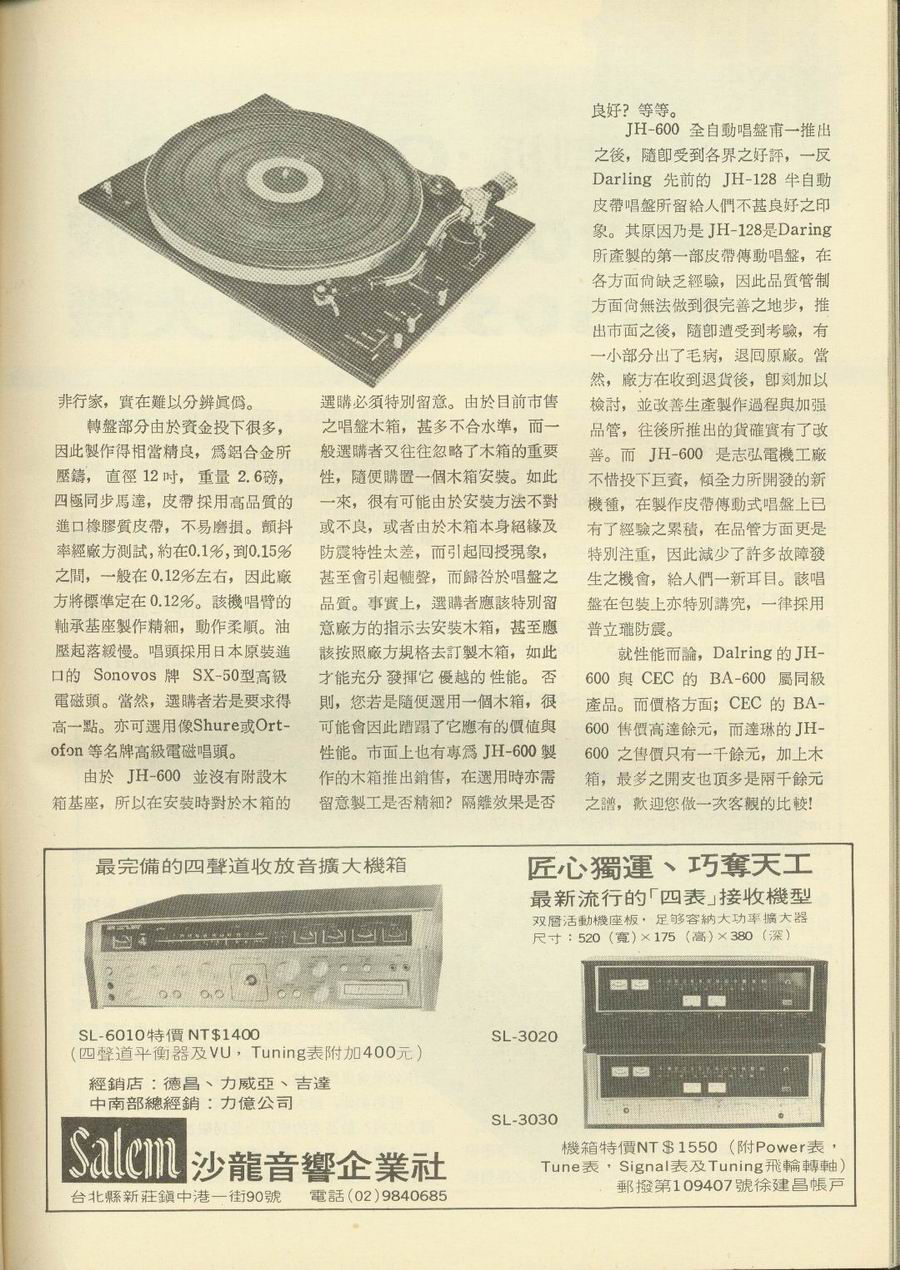 非行家，實在難以分辨眞僞。
轉盤部分由於資金投下很多，
因此製作得相當精良，爲鋁合金所
壓鑄，直徑12吋，重量2.6磅，
四極同步馬達，皮帶採用高品質的
進口橡膠質皮帶，不易磨損。顫抖
率經廠方測試，約在0.1%，到0.15%
之間，一般在0.12%左右，因此廠
方將標準定在0.12%。該機唱臂的
軸承基座製作精細，動作柔順。油
壓起落緩慢。唱頭採用日本原裝進
口的 Sonovos 牌 SX-50型高級
電磁頭。當然，選購者若是要求得
高一點。亦可選用像Shure或Ort-
ofon等名牌高級電磁唱頭。
由於 JH-600 並沒有附設木
箱基座，所以在安裝時對於木箱的
選購必須特別留意。由於目前市售
之唱盤木箱，甚多不合水準，而一
般選購者又往往忽略了木箱的重要
性，隨便購置一個木箱安裝。如此
一來，很有可能由於安裝方法不對
或不良，或者由於木箱本身絕緣及
防震特性太差，而引起回授現象，
甚至會引起轆聲，而歸咎於唱盤之
品質。事實上，選購者應該特別留
意廠方的指示去安裝木箱，甚至應
該按照廠方規格去訂製木箱，如此
才能充分發揮它優越的性能。否
則，您若是隨便選用一個木箱，很
可能會因此蹧蹋了它應有的價值與
性能。市面上也有專爲 JH-600 製
作的木箱推出銷售，在選用時亦需
留意製工是否精細？隔離效果是否
良好？等等。
JH-600 全自動唱盤甫一推出
之後，隨卽受到各界之好評，一反
Darling 先前的 JH-128 半自動
皮帶唱盤所留給人們不甚良好之印
象。其原因乃是JH-128是Daring
所產製的第一部皮帶傳動唱盤，在
各方面尙缺乏經驗，因此品質管制
方面尙無法做到很完善之地步，推
出市面之後，隨卽遭受到考驗，有
一小部分出了毛病，退回原廠。當
然，廠方在收到退貨後，卽刻加以
檢討，並改善生產製作過程與加强
品管，往後所推出的貨確實有了改
善。而 JH-600 是志弘電機工廠
不惜投下巨資，傾全力所開發的新
機種，在製作皮帶傳動式唱盤上已
有了經驗之累積，在品管方面更是
特別注重，因此減少了許多故障發
生之機會，給人們一新耳目。該唱
盤在包裝上亦特別講究，一律採用
普立瓏防震。
就性能而論，Dalring的JH-
600 與 CEC 的 BA-600 屬同級
產品。而價格方面；CEC 的 BA-
600 售價高達餘元，而達琳的JH-
600 之售價只有一千餘元，加上木
箱，最多之開支也頂多是兩千餘元
之譜，歡迎您做一次客觀的比較！
最完備的四聲道收放音擴大機箱
SL-6010特價NT$1400
(四聲道平衡器及VU，Tuning表附加400元)
經銷店：德昌、力威亞、吉達
中南部總經銷：力億公司
Salem 沙龍音響企業社
台北縣新莊鎭中港一街90號 電話(02)9840685
匠心獨運、巧奪天工
最新流行的「四表」接收機型
双層活動機座板，足够容納大功率擴大器
尺寸：520（寬）×175（高）×380（深）
SL-3020
SL-3030
機箱特價NT$1550（附Power表，
Tune表，Signal表及Tuning飛輪轉軸）
郵撥第109407號徐建昌帳戶